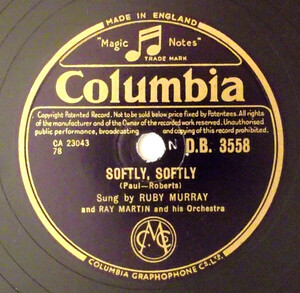 MADE IN ENGLAND
"Magic Notes"
TRADE MARK
Columbia
Copyright Patented Record. Not to be sold below price fixed by Patentees. All rights
of the manufacturer and of the owner of the recorded work reserved. Unauthorised
public performance, broadcasting and copying of this record prohibited.
CA 23043
78
N
D.B. 3558
SOFTLY, SOFTLY
(Paul—Roberts)
Sung by RUBY MURRAY
and RAY MARTIN and his Orchestra
COLUMBIA GRAPHOPHONE CO., LTD.